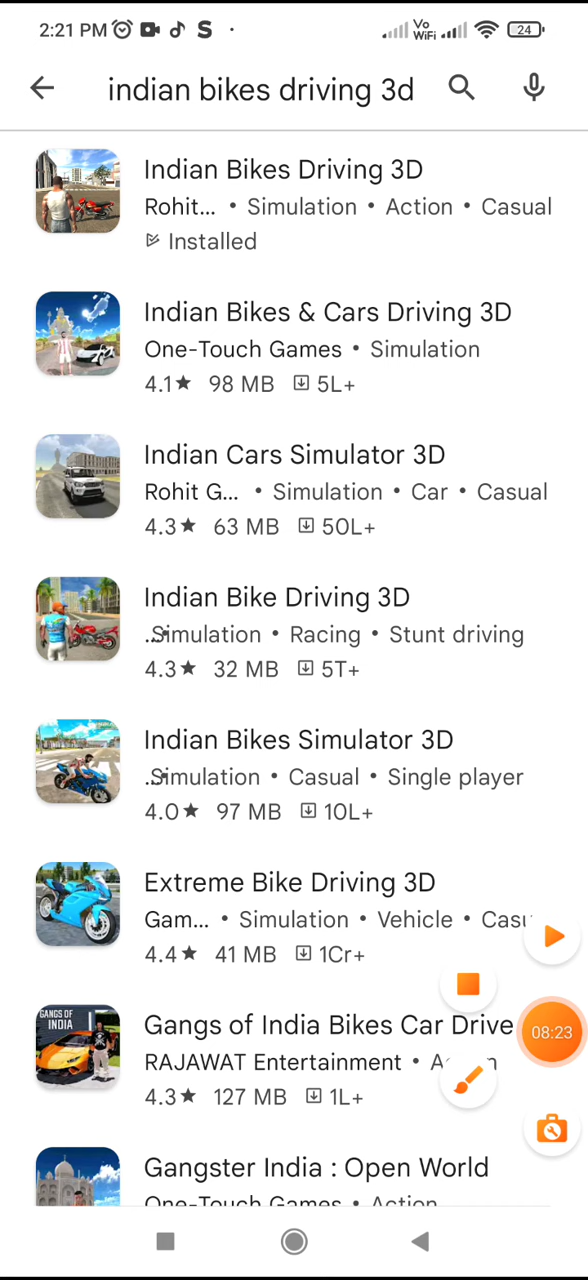 2:21 PM
Vo
WiFi
24
indian bikes driving 3d
Indian Bikes Driving 3D
Rohit... • Simulation • Action • Casual
Installed
Indian Bikes & Cars Driving 3D
One-Touch Games • Simulation
4.1★ 98 MB 5L+
Indian Cars Simulator 3D
Rohit G... • Simulation • Car • Casual
4.3★ 63 MB 50L+
Indian Bike Driving 3D
... Simulation • Racing • Stunt driving
4.3★ 32 MB 5T+
Indian Bikes Simulator 3D
... Simulation • Casual • Single player
4.0★ 97 MB 10L+
Extreme Bike Driving 3D
Gam... • Simulation • Vehicle •
4.4★ 41 MB 1Cr+
08:23
GANGS OF
INDIA
Gangs of India Bikes Car Drive
RAJAWAT Entertainment •
4.3★ 127 MB 1L+
Gangster India : Open World
One-Touch Games • Action